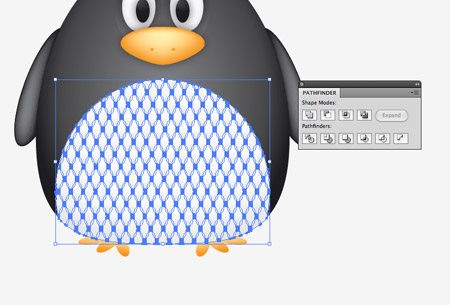 PATHFINDER
Shape Modes:
Expand
Pathfinders: